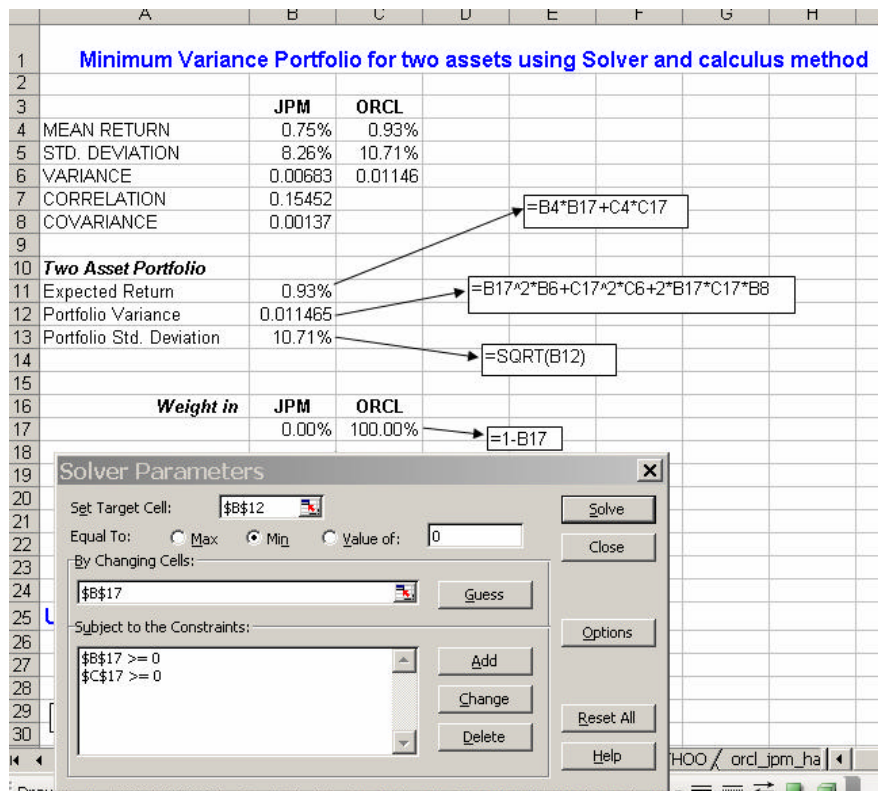 A B C D E F G H
1 Minimum Variance Portfolio for two assets using Solver and calculus method
2
3 JPM ORCL
4 MEAN RETURN 0.75% 0.93%
5 STD. DEVIATION 8.26% 10.71%
6 VARIANCE 0.00683 0.01146
7 CORRELATION 0.15452
8 COVARIANCE 0.00137
=B4*B17+C4*C17
9
10 Two Asset Portfolio
11 Expected Return 0.93%
=B17^2*B6+C17^2*C6+2*B17*C17*B8
12 Portfolio Variance 0.011465
13 Portfolio Std. Deviation 10.71%
14 =SQRT(B12)
15
16 Weight in JPM ORCL
17 0.00% 100.00%
=1-B17
18
19 Solver Parameters
20 Set Target Cell: $B$12 Solve
21
22 Equal To: Max Min Value of: 0 Close
23 By Changing Cells:
24 $B$17 Guess
25 Subject to the Constraints: Options
26
27 $B$17 >= 0 Add
$C$17 >= 0
28 Change
29 Reset All
30 Delete
Help
HOO / orcl_jpm_ha